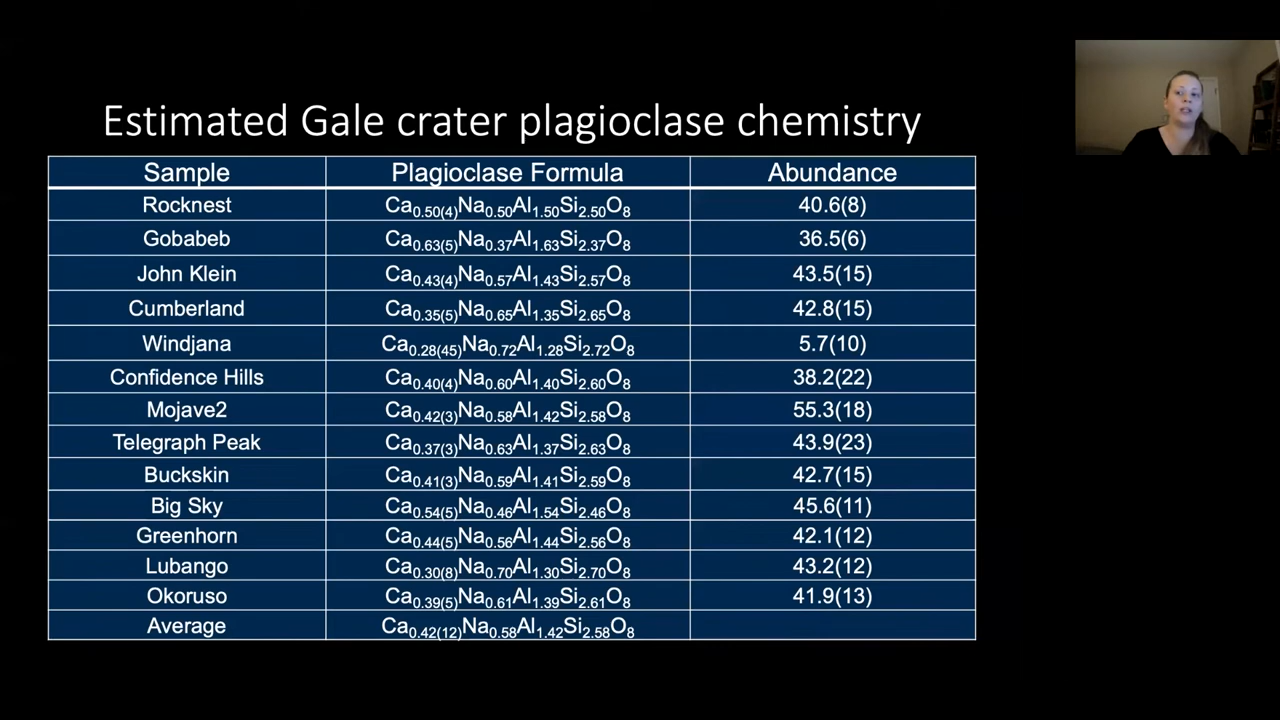 Estimated Gale crater plagioclase chemistry
Sample Plagioclase Formula Abundance
Rocknest Ca0.50(4)Na0.50Al1.50Si2.50O8 40.6(8)
Gobabeb Ca0.63(5)Na0.37Al1.63Si2.37O8 36.5(6)
John Klein Ca0.43(4)Na0.57Al1.43Si2.57O8 43.5(15)
Cumberland Ca0.35(5)Na0.65Al1.35Si2.65O8 42.8(15)
Windjana Ca0.28(45)Na0.72Al1.28Si2.72O8 5.7(10)
Confidence Hills Ca0.40(4)Na0.60Al1.40Si2.60O8 38.2(22)
Mojave2 Ca0.42(3)Na0.58Al1.42Si2.58O8 55.3(18)
Telegraph Peak Ca0.37(3)Na0.63Al1.37Si2.63O8 43.9(23)
Buckskin Ca0.41(3)Na0.59Al1.41Si2.59O8 42.7(15)
Big Sky Ca0.54(5)Na0.46Al1.54Si2.46O8 45.6(11)
Greenhorn Ca0.44(5)Na0.56Al1.44Si2.56O8 42.1(12)
Lubango Ca0.30(8)Na0.70Al1.30Si2.70O8 43.2(12)
Okoruso Ca0.39(5)Na0.61Al1.39Si2.61O8 41.9(13)
Average Ca0.42(12)Na0.58Al1.42Si2.58O8